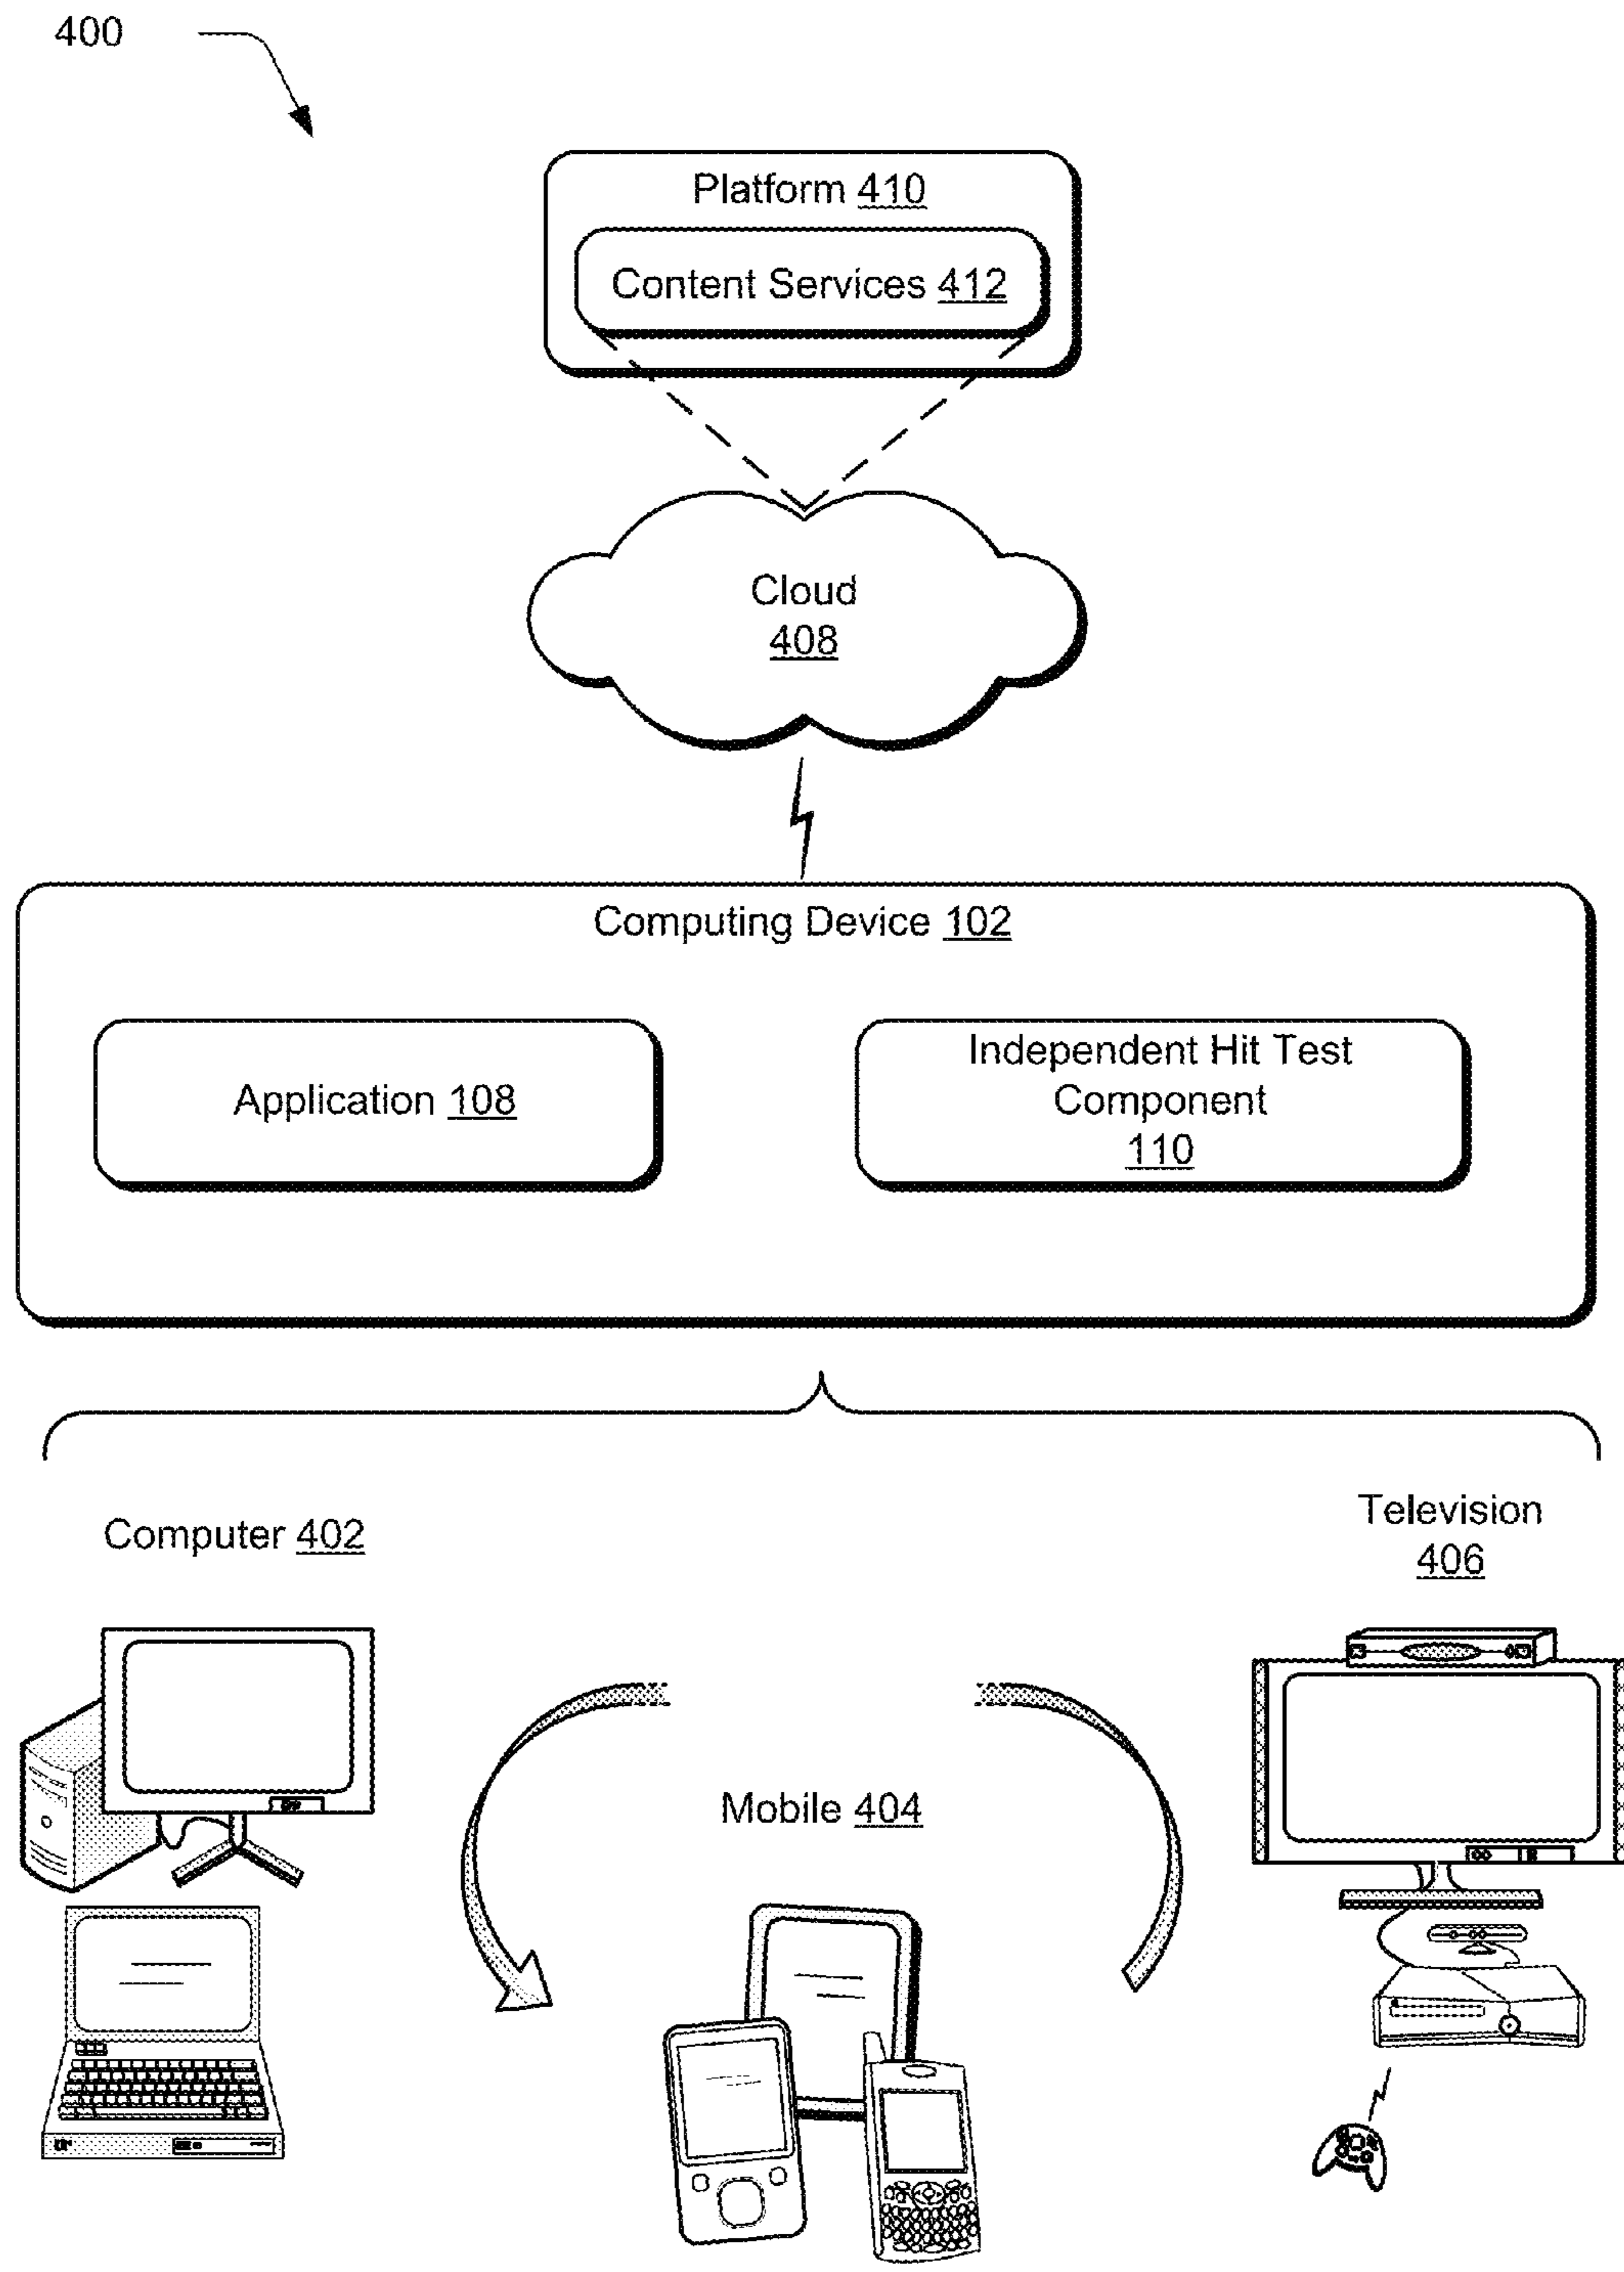 400
Platform 410
Content Services 412
Cloud
408
Computing Device 102
Application 108
Independent Hit Test
Component
110
Computer 402
Television
406
Mobile 404